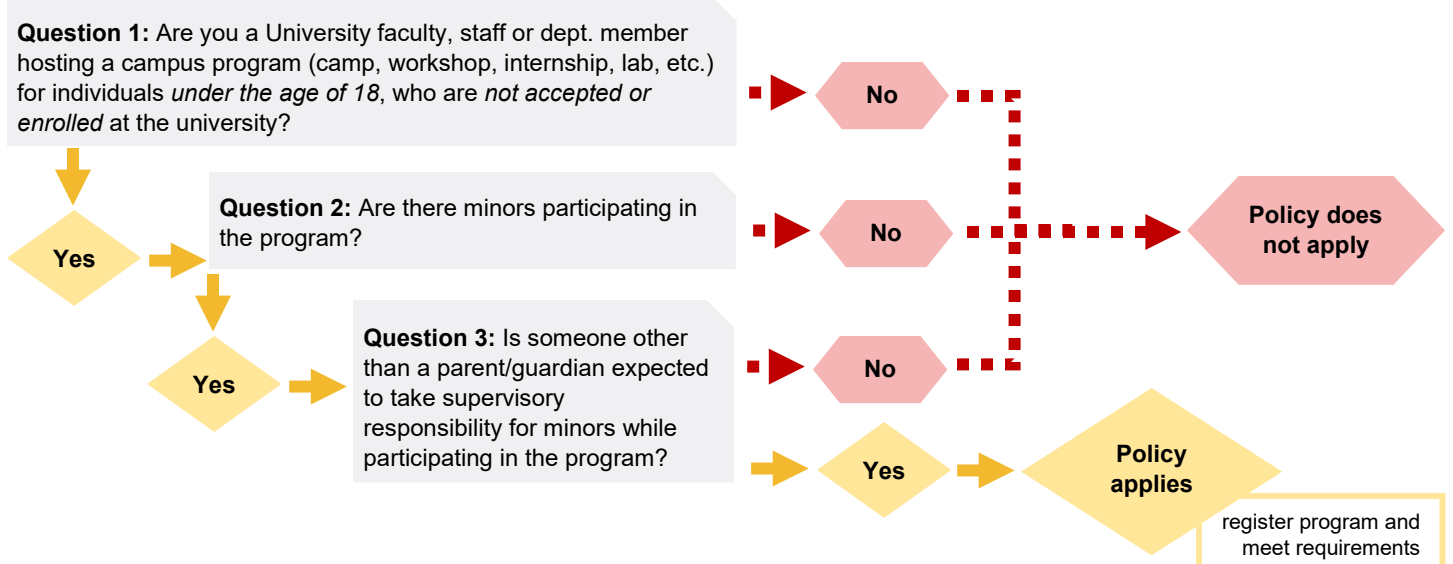 Question 1: Are you a University faculty, staff or dept. member
hosting a campus program (camp, workshop, internship, lab, etc.)
for individuals under the age of 18, who are not accepted or
enrolled at the university?
No
Yes
Question 2: Are there minors participating in
the program?
No
Policy does
not apply
Yes
Question 3: Is someone other
than a parent/guardian expected
to take supervisory
responsibility for minors while
participating in the program?
No
Yes
Policy
applies
register program and
meet requirements